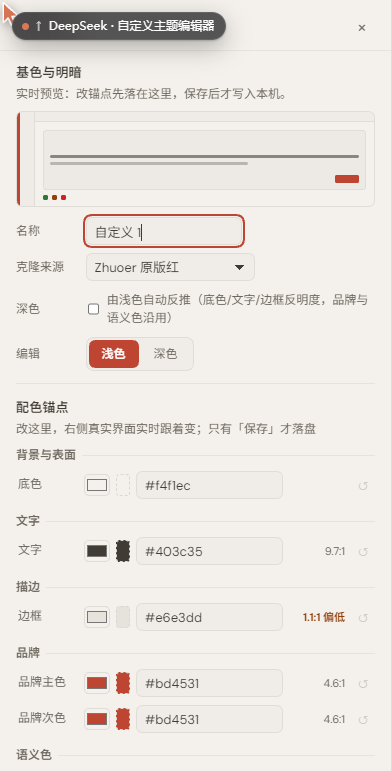 ↑ DeepSeek · 自定义主题编辑器
×
基色与明暗
实时预览：改锚点先落在这里，保存后才写入本机。
名称 自定义 1
克隆来源 Zhuoer 原版红
深色 由浅色自动反推（底色/文字/边框反明度，品牌与
语义色沿用）
编辑 浅色 深色
配色锚点
改这里，右侧真实界面实时跟着变；只有「保存」才落盘
背景与表面
底色 #f4f1ec ↺
文字
文字 #403c35 9.7:1 ↺
描边
边框 #e6e3dd 1.1:1 偏低 ↺
品牌
品牌主色 #bd4531 4.6:1 ↺
品牌次色 #bd4531 4.6:1 ↺
语义色